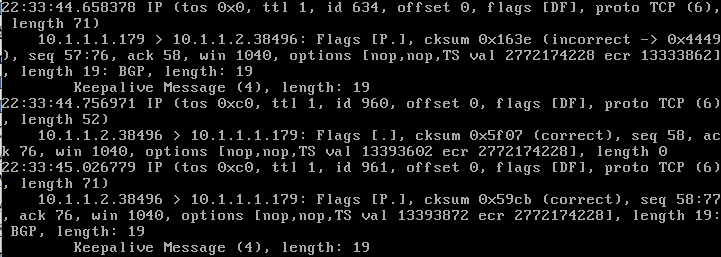 22:33:44.658378 IP (tos 0x0, ttl 1, id 634, offset 0, flags [DF], proto TCP (6),
 length 71)
    10.1.1.1.179 > 10.1.1.2.38496: Flags [P.], cksum 0x163e (incorrect -> 0x4449
), seq 57:76, ack 58, win 1040, options [nop,nop,TS val 2772174228 ecr 13333862]
, length 19: BGP, length: 19
        Keepalive Message (4), length: 19
22:33:44.756971 IP (tos 0xc0, ttl 1, id 960, offset 0, flags [DF], proto TCP (6)
, length 52)
    10.1.1.2.38496 > 10.1.1.1.179: Flags [.], cksum 0x5f07 (correct), seq 58, ac
k 76, win 1040, options [nop,nop,TS val 13393602 ecr 2772174228], length 0
22:33:45.026779 IP (tos 0xc0, ttl 1, id 961, offset 0, flags [DF], proto TCP (6)
, length 71)
    10.1.1.2.38496 > 10.1.1.1.179: Flags [P.], cksum 0x59cb (correct), seq 58:77
, ack 76, win 1040, options [nop,nop,TS val 13393872 ecr 2772174228], length 19:
 BGP, length: 19
        Keepalive Message (4), length: 19